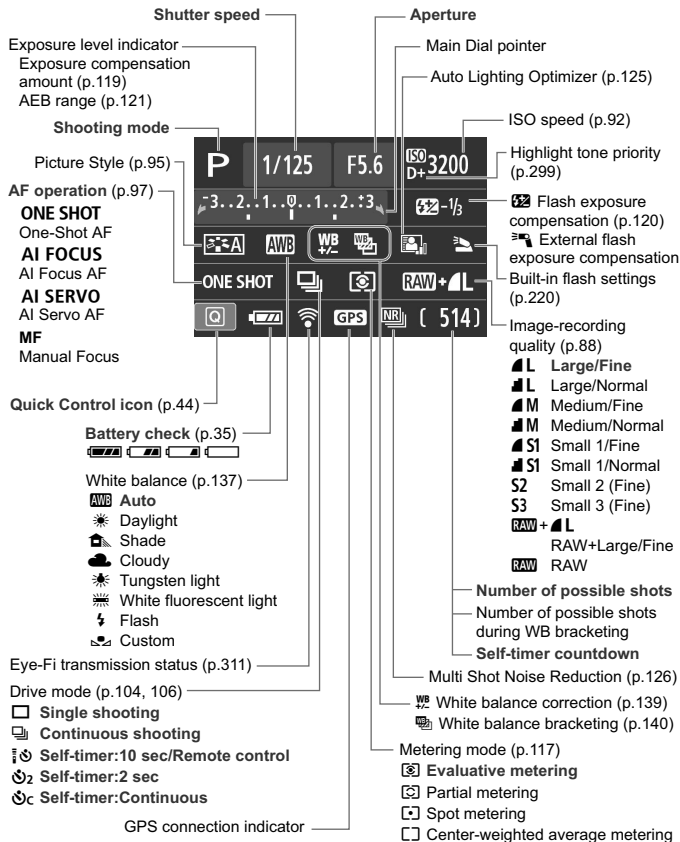 Shutter speed
Aperture
Exposure level indicator
Exposure compensation
amount (p.119)
AEB range (p.121)
Main Dial pointer
Auto Lighting Optimizer (p.125)
Shooting mode
ISO speed (p.92)
Picture Style (p.95)
Highlight tone priority
(p.299)
AF operation (p.97)
ONE SHOT
One-Shot AF
AI FOCUS
AI Focus AF
AI SERVO
AI Servo AF
MF
Manual Focus
P 1/125 F5.6 ISO D+ 3200
-3..2..1..0..1..2..+3 -1/3
A AWB WB +/- WB
ONE SHOT RAW+L
Q GPS NR ( 514)
Flash exposure
compensation (p.120)
External flash
exposure compensation
Built-in flash settings
(p.220)
Image-recording
quality (p.88)
L Large/Fine
L Large/Normal
M Medium/Fine
M Medium/Normal
S1 Small 1/Fine
S1 Small 1/Normal
S2 Small 2 (Fine)
S3 Small 3 (Fine)
RAW+L
RAW+Large/Fine
RAW RAW
Quick Control icon (p.44)
Battery check (p.35)
White balance (p.137)
AWB Auto
Daylight
Shade
Cloudy
Tungsten light
White fluorescent light
Flash
Custom
Number of possible shots
Number of possible shots
during WB bracketing
Self-timer countdown
Eye-Fi transmission status (p.311)
Multi Shot Noise Reduction (p.126)
Drive mode (p.104, 106)
Single shooting
Continuous shooting
Self-timer:10 sec/Remote control
2 Self-timer:2 sec
C Self-timer:Continuous
WB +/- White balance correction (p.139)
WB White balance bracketing (p.140)
Metering mode (p.117)
Evaluative metering
Partial metering
Spot metering
Center-weighted average metering
GPS connection indicator